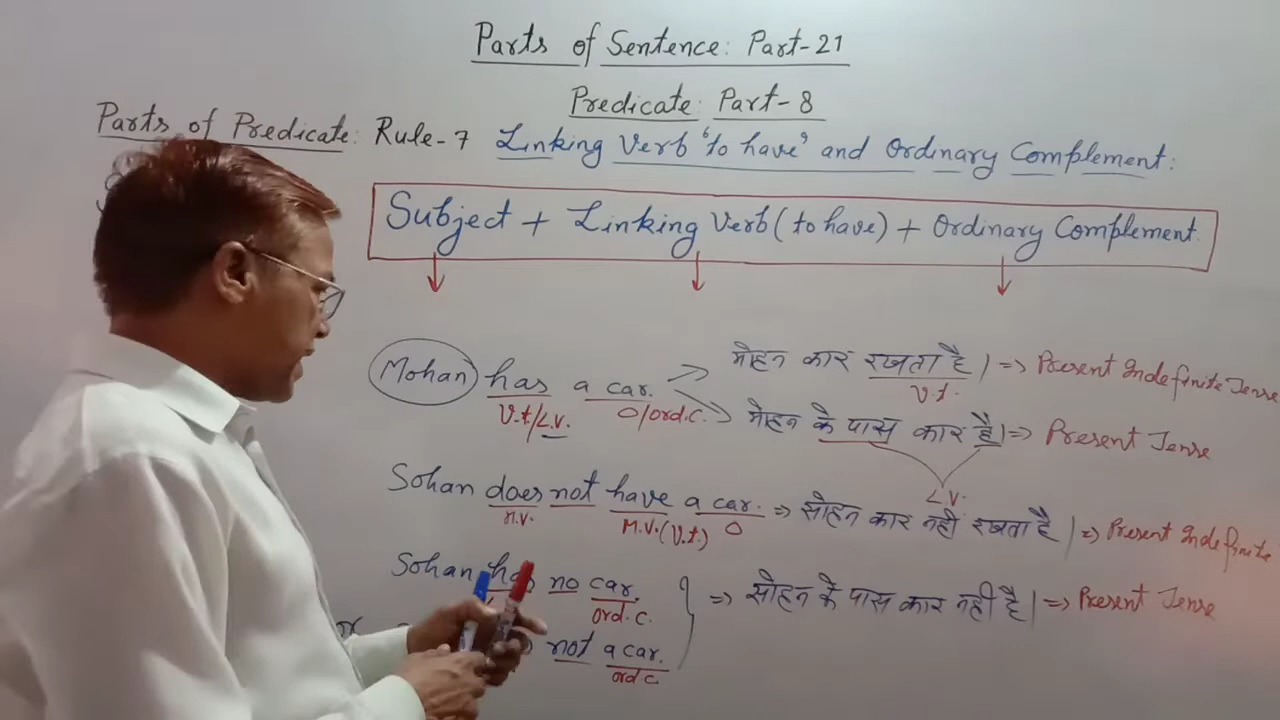 Parts of Sentence: Part-21
Predicate: Part-8
Parts of Predicate: Rule-7 Linking Verb 'to have' and Ordinary Complement:
Subject + Linking Verb (to have) + Ordinary Complement
Mohan has a car. मोहन कार रखता है। => Present Indefinite Tense
V.t/L.V. O/ord.c. V.t.
मोहन के पास कार है। => Present Tense
L.V.
Sohan does not have a car. => सोहन कार नहीं रखता है। => Present Indefinite
M.V.(V.t) O
Sohan has no car. => सोहन के पास कार नहीं है। => Present Tense
ord.c.
or not a car.
ord.c